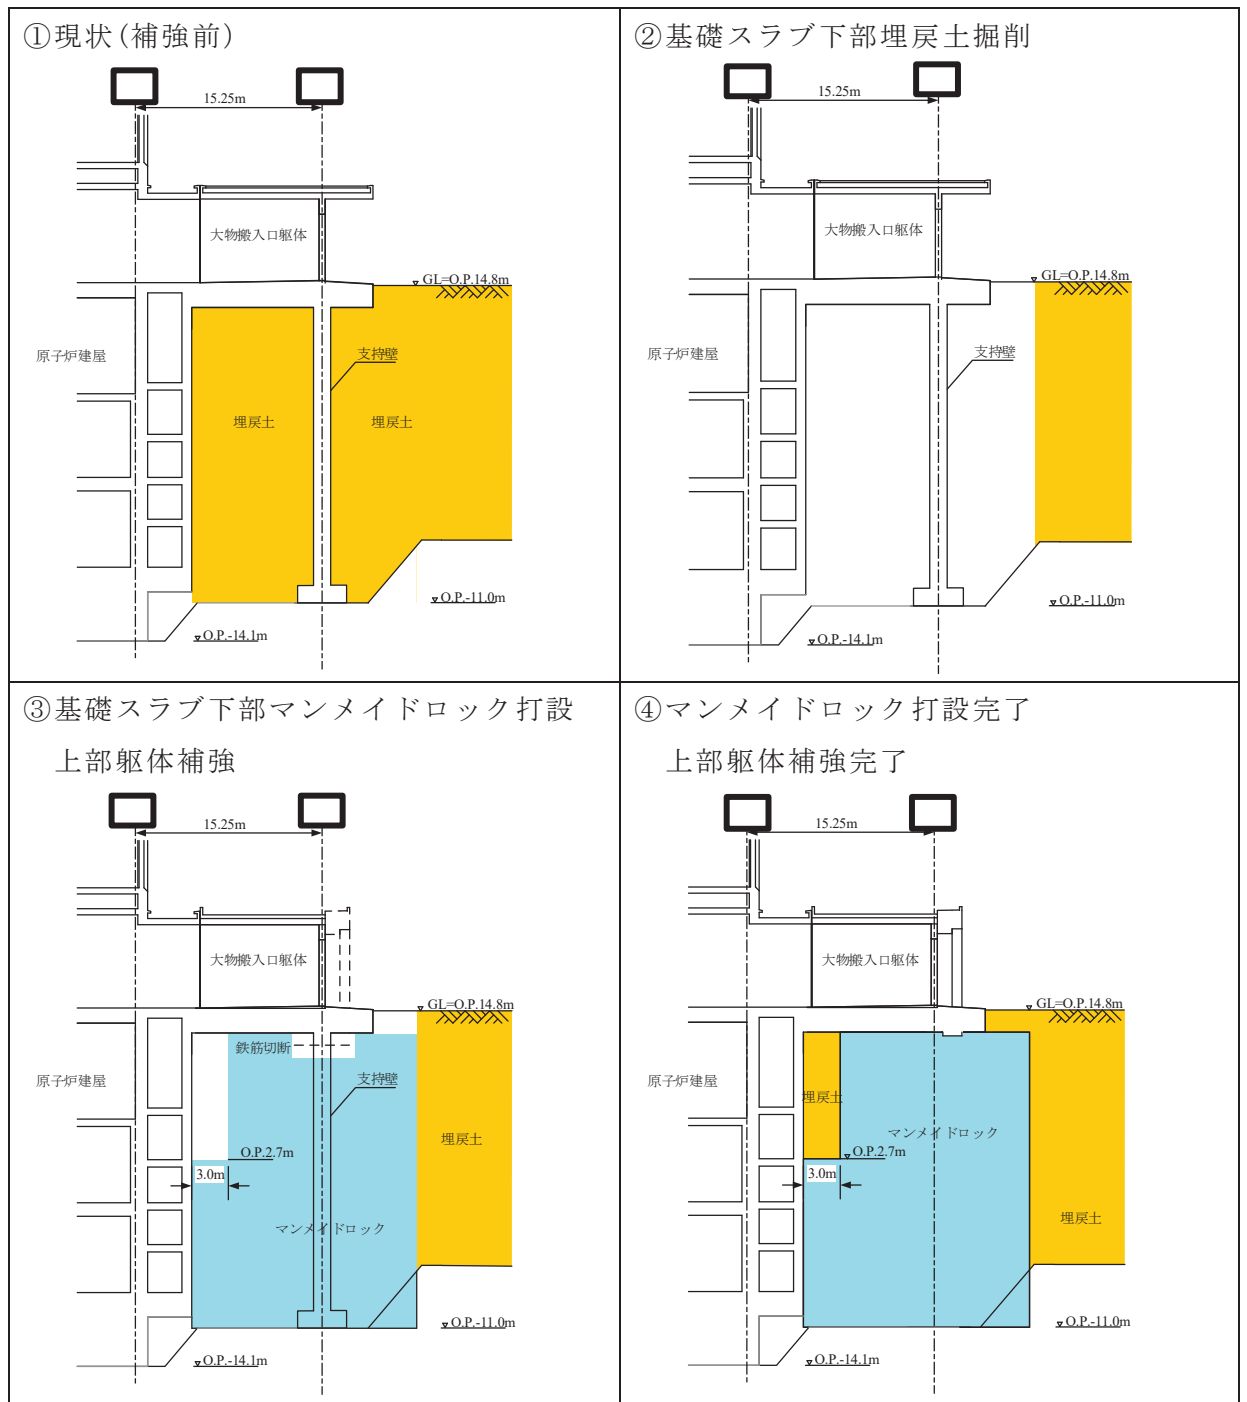 ①現状(補強前)
15.25m
大物搬入口躯体
GL=O.P.14.8m
原子炉建屋
支持壁
埋戻土
埋戻土
O.P.-11.0m
O.P.-14.1m
②基礎スラブ下部埋戻土掘削
15.25m
大物搬入口躯体
GL=O.P.14.8m
原子炉建屋
支持壁
O.P.-11.0m
O.P.-14.1m
③基礎スラブ下部マンメイドロック打設
上部躯体補強
15.25m
大物搬入口躯体
GL=O.P.14.8m
鉄筋切断
原子炉建屋
支持壁
埋戻土
O.P.2.7m
3.0m
マンメイドロック
O.P.-11.0m
O.P.-14.1m
④マンメイドロック打設完了
上部躯体補強完了
15.25m
大物搬入口躯体
GL=O.P.14.8m
原子炉建屋
埋戻土
マンメイドロック
O.P.2.7m
3.0m
埋戻土
O.P.-11.0m
O.P.-14.1m